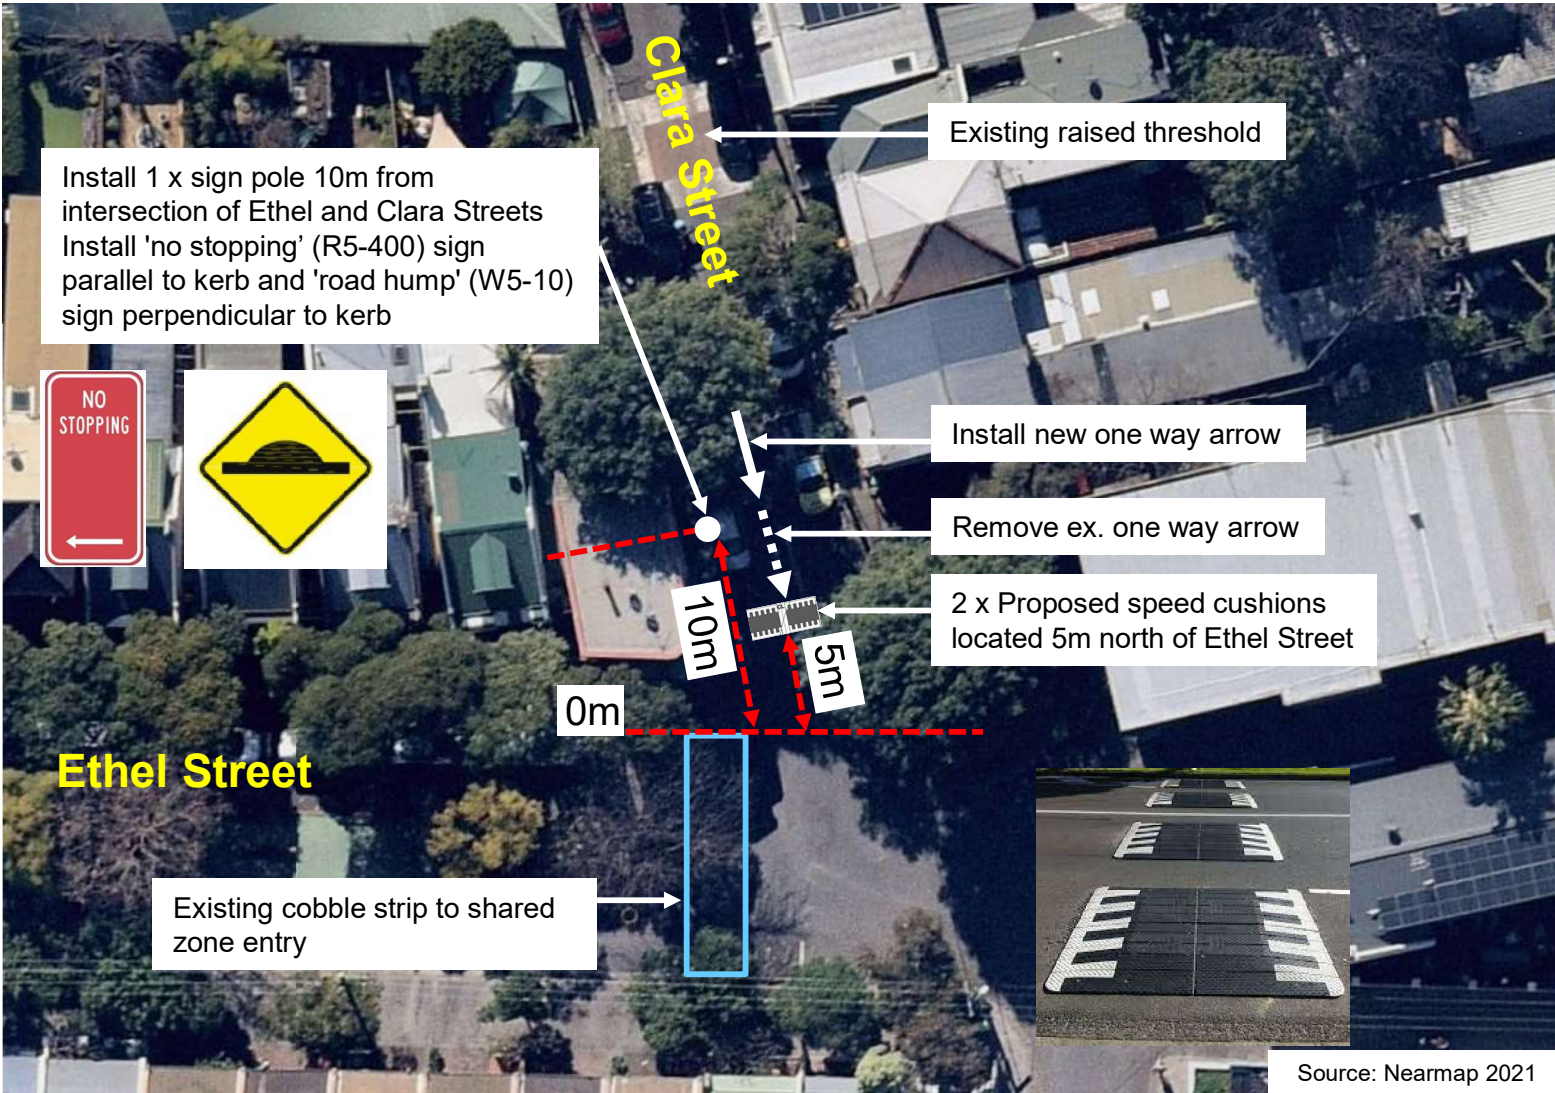 Clara Street
Existing raised threshold
Install 1 x sign pole 10m from
intersection of Ethel and Clara Streets
Install 'no stopping’ (R5-400) sign
parallel to kerb and 'road hump' (W5-10)
sign perpendicular to kerb
NO
STOPPING
Install new one way arrow
Remove ex. one way arrow
2 x Proposed speed cushions
located 5m north of Ethel Street
10m
5m
0m
Ethel Street
Existing cobble strip to shared
zone entry
Source: Nearmap 2021